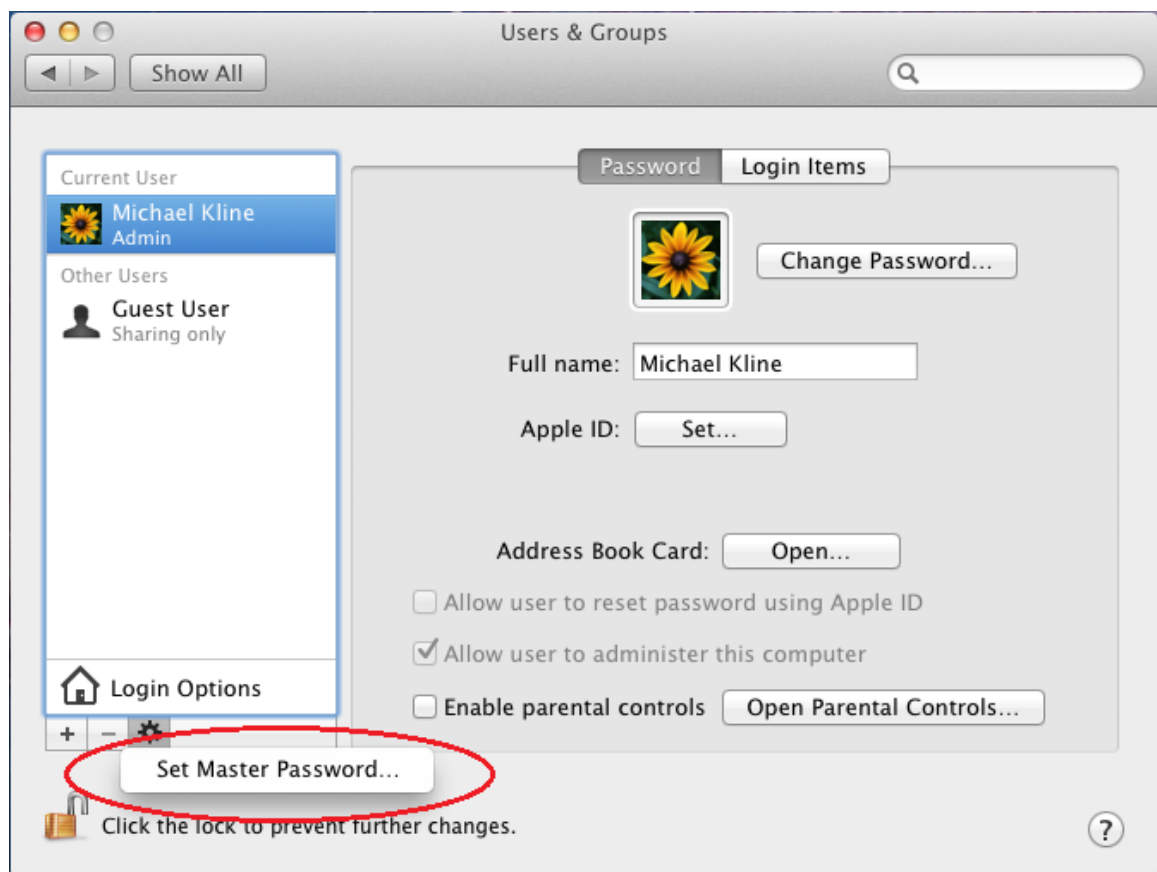 Users & Groups
Show All
Password Login Items
Current User
Michael Kline
Admin
Change Password...
Other Users
Guest User
Sharing only
Full name: Michael Kline
Apple ID: Set...
Address Book Card: Open...
Allow user to reset password using Apple ID
Allow user to administer this computer
Login Options
Enable parental controls Open Parental Controls...
+ −
Set Master Password...
Click the lock to prevent further changes.
?